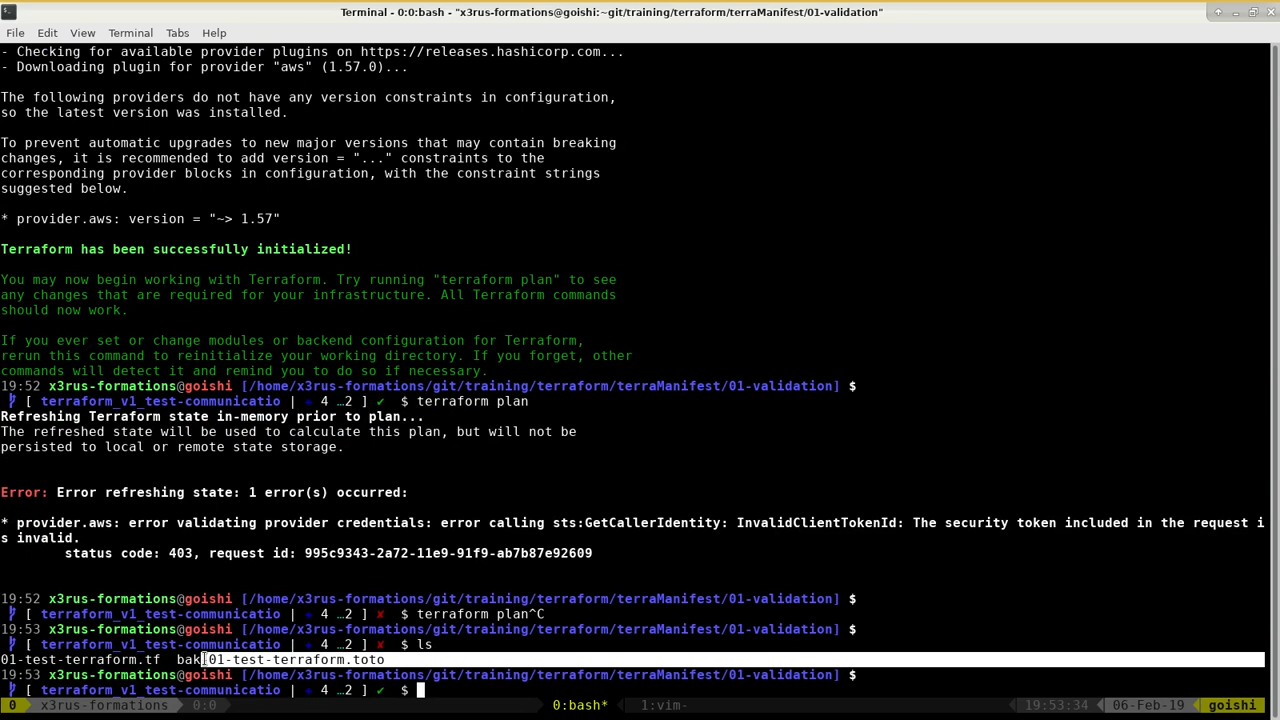 Terminal - 0:0:bash - "x3rus-formations@goishi:~git/training/terraform/terraManifest/01-validation"
File Edit View Terminal Tabs Help
- Checking for available provider plugins on https://releases.hashicorp.com...
- Downloading plugin for provider "aws" (1.57.0)...
The following providers do not have any version constraints in configuration,
so the latest version was installed.
To prevent automatic upgrades to new major versions that may contain breaking
changes, it is recommended to add version = "..." constraints to the
corresponding provider blocks in configuration, with the constraint strings
suggested below.
* provider.aws: version = "~> 1.57"
Terraform has been successfully initialized!
You may now begin working with Terraform. Try running "terraform plan" to see
any changes that are required for your infrastructure. All Terraform commands
should now work.
If you ever set or change modules or backend configuration for Terraform,
rerun this command to reinitialize your working directory. If you forget, other
commands will detect it and remind you to do so if necessary.
19:52 x3rus-formations@goishi [/home/x3rus-formations/git/training/terraform/terraManifest/01-validation] $
[ terraform_v1_test-communicatio | 4 …2 ] ✔ $ terraform plan
Refreshing Terraform state in-memory prior to plan...
The refreshed state will be used to calculate this plan, but will not be
persisted to local or remote state storage.
Error: Error refreshing state: 1 error(s) occurred:
* provider.aws: error validating provider credentials: error calling sts:GetCallerIdentity: InvalidClientTokenId: The security token included in the request i
s invalid.
status code: 403, request id: 995c9343-2a72-11e9-91f9-ab7b87e92609
19:52 x3rus-formations@goishi [/home/x3rus-formations/git/training/terraform/terraManifest/01-validation] $
[ terraform_v1_test-communicatio | 4 …2 ] ✘ $ terraform plan^C
19:53 x3rus-formations@goishi [/home/x3rus-formations/git/training/terraform/terraManifest/01-validation] $
[ terraform_v1_test-communicatio | 4 …2 ] ✘ $ ls
01-test-terraform.tf bak 01-test-terraform.toto
19:53 x3rus-formations@goishi [/home/x3rus-formations/git/training/terraform/terraManifest/01-validation] $
[ terraform_v1_test-communicatio | 4 …2 ] ✔ $
0 x3rus-formations 0:0 0:bash* 1:vim- 19:53:34 06-Feb-19 goishi